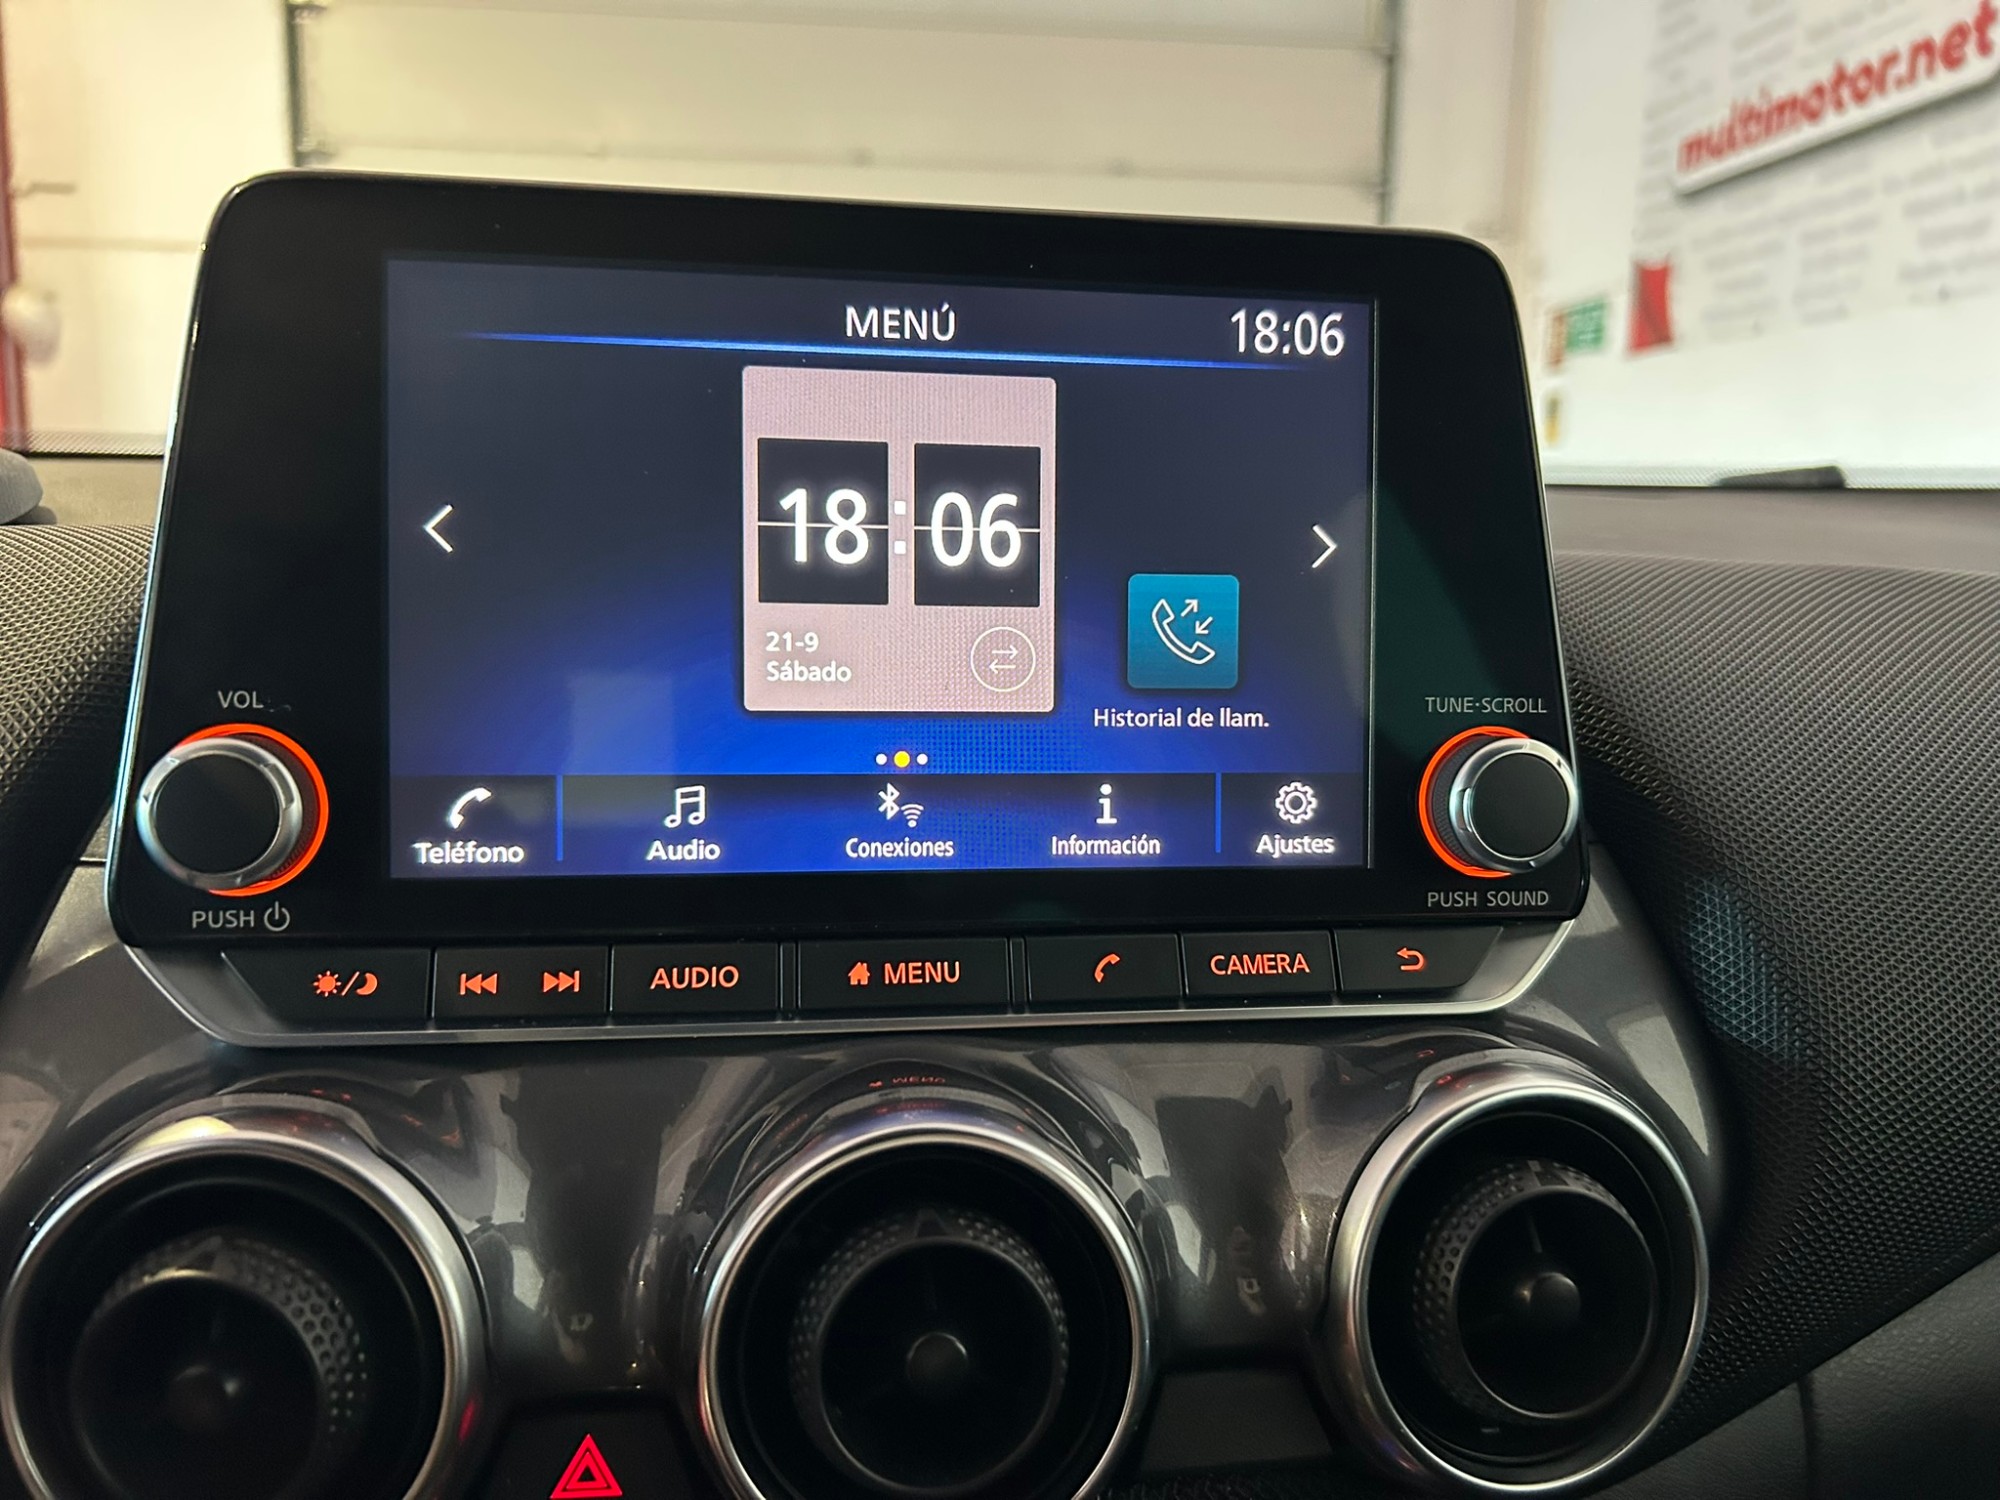 multimotor.net
MENÚ
18:06
18:06
21-9
Sábado
Historial de llam.
VOL
TUNE·SCROLL
Teléfono
Audio
Conexiones
Información
Ajustes
PUSH
PUSH SOUND
AUDIO
MENU
CAMERA